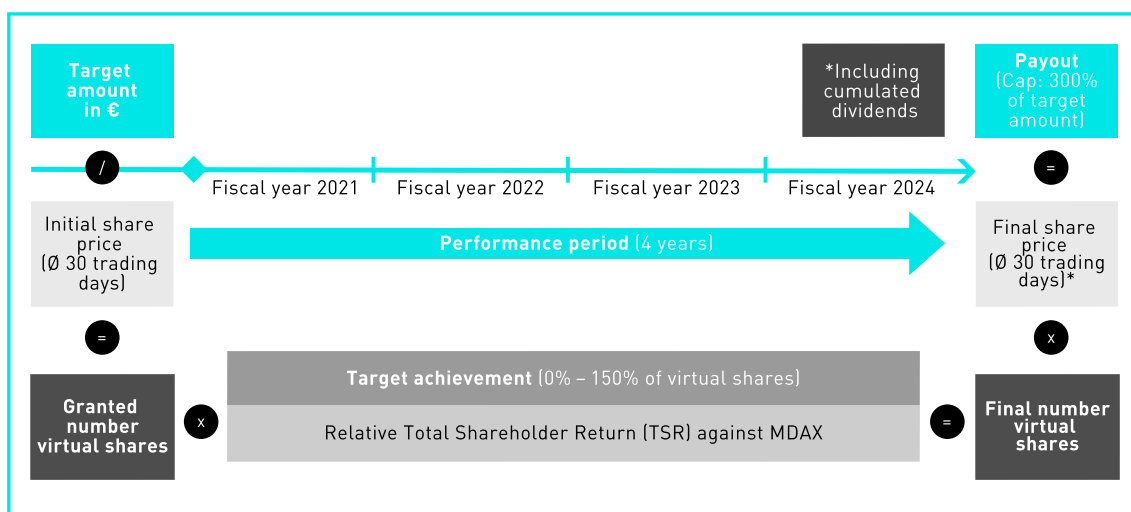 Target
amount
in €
*Including
cumulated
dividends
Payout
(Cap: 300%
of target
amount)
/
=
Fiscal year 2021
Fiscal year 2022
Fiscal year 2023
Fiscal year 2024
Initial share
price
(Ø 30 trading
days)
Performance period (4 years)
Final share
price
(Ø 30 trading
days)*
=
x
Target achievement (0% – 150% of virtual shares)
Granted
number
virtual shares
x
Relative Total Shareholder Return (TSR) against MDAX
=
Final number
virtual
shares